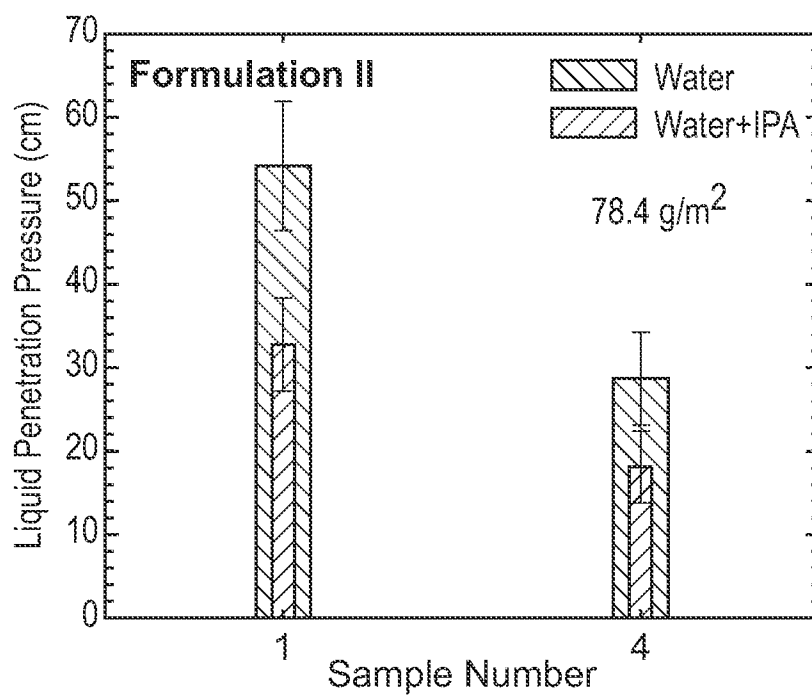 70
60
50
40
30
20
10
0
Liquid Penetration Pressure (cm)
Formulation II
Water
Water+IPA
78.4 g/m²
1
4
Sample Number